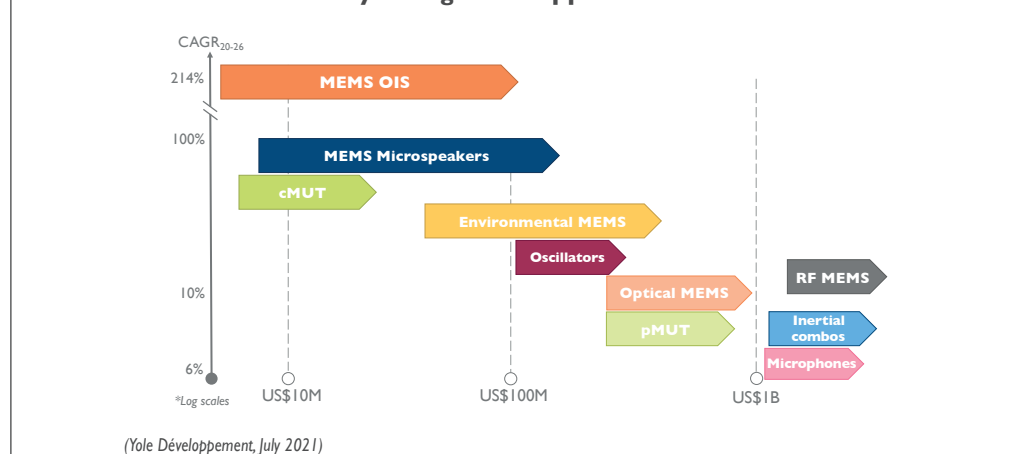 CAGR20-26
214%
MEMS OIS
100%
MEMS Microspeakers
cMUT
Environmental MEMS
Oscillators
RF MEMS
10%
Optical MEMS
pMUT
Inertial
combos
Microphones
6%
*Log scales
US$10M
US$100M
US$1B
(Yole Développement, July 2021)